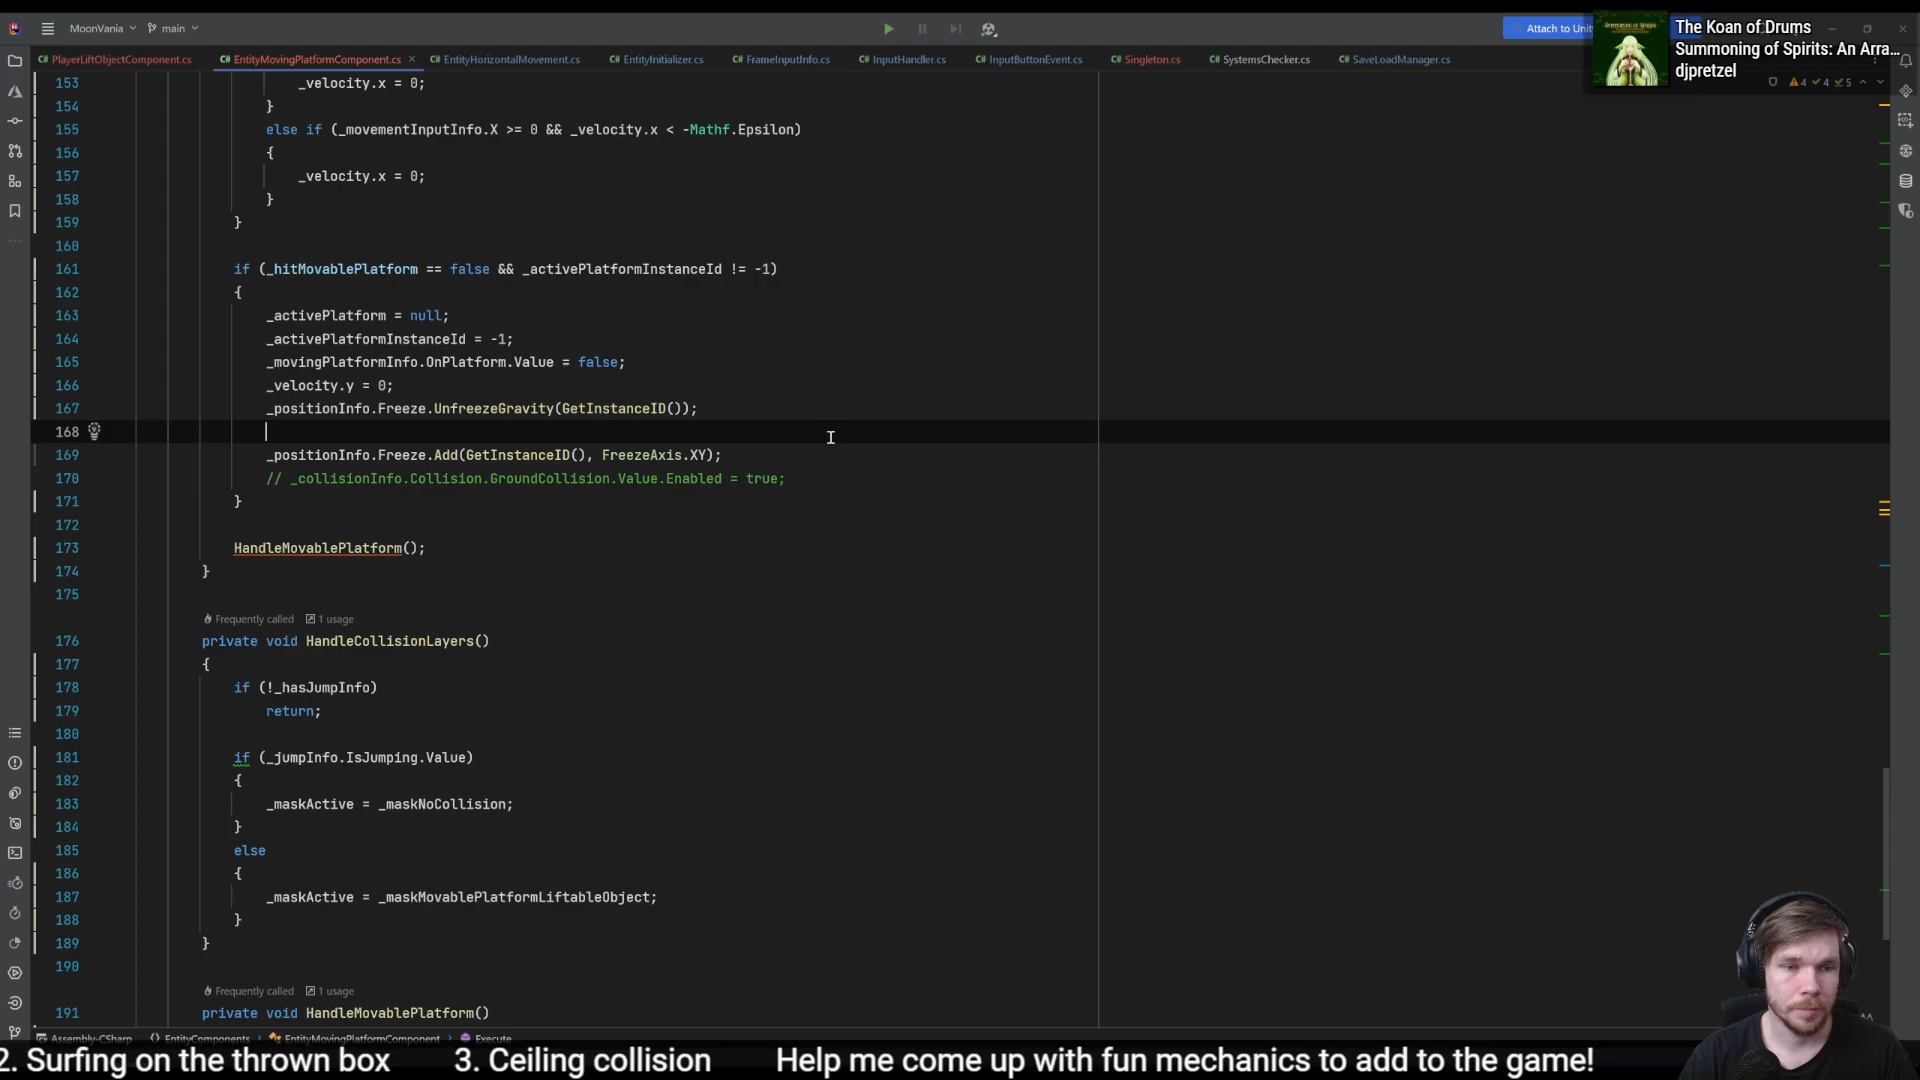 MoonVania
main
Attach to Unit
The Koan of Drums
Summoning of Spirits: An Arra...
djpretzel
PlayerLiftObjectComponent.cs
EntityMovingPlatformComponent.cs
EntityHorizontalMovement.cs
EntityInitializer.cs
FrameInputInfo.cs
InputHandler.cs
InputButtonEvent.cs
Singleton.cs
SystemsChecker.cs
SaveLoadManager.cs
4 4 5
153 _velocity.x = 0;
154 }
155 else if (_movementInputInfo.X >= 0 && _velocity.x < -Mathf.Epsilon)
156 {
157 _velocity.x = 0;
158 }
159 }
160
161 if (_hitMovablePlatform == false && _activePlatformInstanceId != -1)
162 {
163 _activePlatform = null;
164 _activePlatformInstanceId = -1;
165 _movingPlatformInfo.OnPlatform.Value = false;
166 _velocity.y = 0;
167 _positionInfo.Freeze.UnfreezeGravity(GetInstanceID());
168
169 _positionInfo.Freeze.Add(GetInstanceID(), FreezeAxis.XY);
170 // _collisionInfo.Collision.GroundCollision.Value.Enabled = true;
171 }
172
173 HandleMovablePlatform();
174 }
175
Frequently called 1 usage
176 private void HandleCollisionLayers()
177 {
178 if (!_hasJumpInfo)
179 return;
180
181 if (_jumpInfo.IsJumping.Value)
182 {
183 _maskActive = _maskNoCollision;
184 }
185 else
186 {
187 _maskActive = _maskMovablePlatformLiftableObject;
188 }
189 }
190
Frequently called 1 usage
191 private void HandleMovablePlatform()
Assembly-CSharp EntityComponents EntityMovingPlatformComponent Execute
2. Surfing on the thrown box 3. Ceiling collision Help me come up with fun mechanics to add to the game!